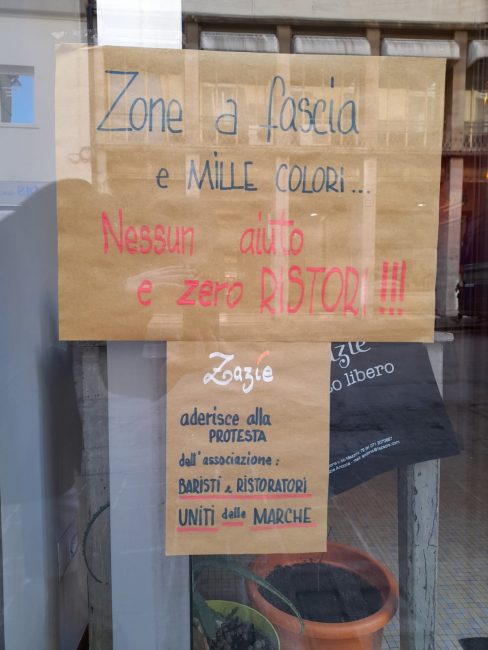 Zone a fascia
e MILLE COLORI...
Nessun aiuto
e zero RISTORI!!!
Zazie
aderisce alla
PROTESTA
dell'associazione:
BARISTI e RISTORATORI
UNITI delle MARCHE
libero